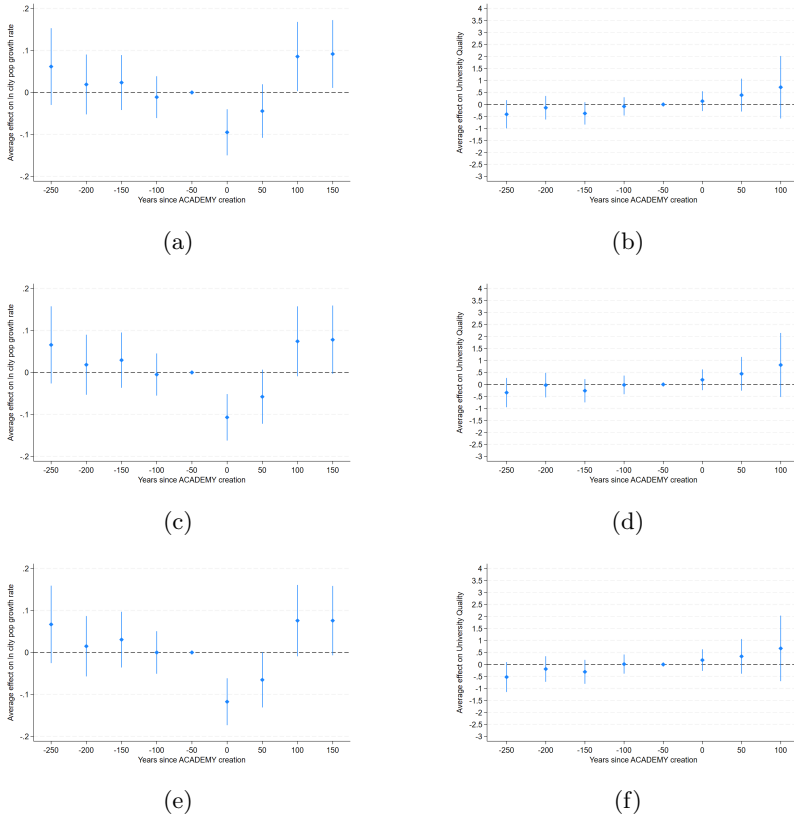 Average effect on ln city pop growth rate
.2
.1
0
-.1
-.2
-250 -200 -150 -100 -50 0 50 100 150
Years since ACADEMY creation
(a)
Average effect on University Quality
4
3.5
3
2.5
2
1.5
1
.5
0
-.5
-1
-1.5
-2
-2.5
-3
-250 -200 -150 -100 -50 0 50 100
Years since ACADEMY creation
(b)
Average effect on ln city pop growth rate
.2
.1
0
-.1
-.2
-250 -200 -150 -100 -50 0 50 100 150
Years since ACADEMY creation
(c)
Average effect on University Quality
4
3.5
3
2.5
2
1.5
1
.5
0
-.5
-1
-1.5
-2
-2.5
-3
-250 -200 -150 -100 -50 0 50 100
Years since ACADEMY creation
(d)
Average effect on ln city pop growth rate
.2
.1
0
-.1
-.2
-250 -200 -150 -100 -50 0 50 100 150
Years since ACADEMY creation
(e)
Average effect on University Quality
4
3.5
3
2.5
2
1.5
1
.5
0
-.5
-1
-1.5
-2
-2.5
-3
-250 -200 -150 -100 -50 0 50 100
Years since ACADEMY creation
(f)